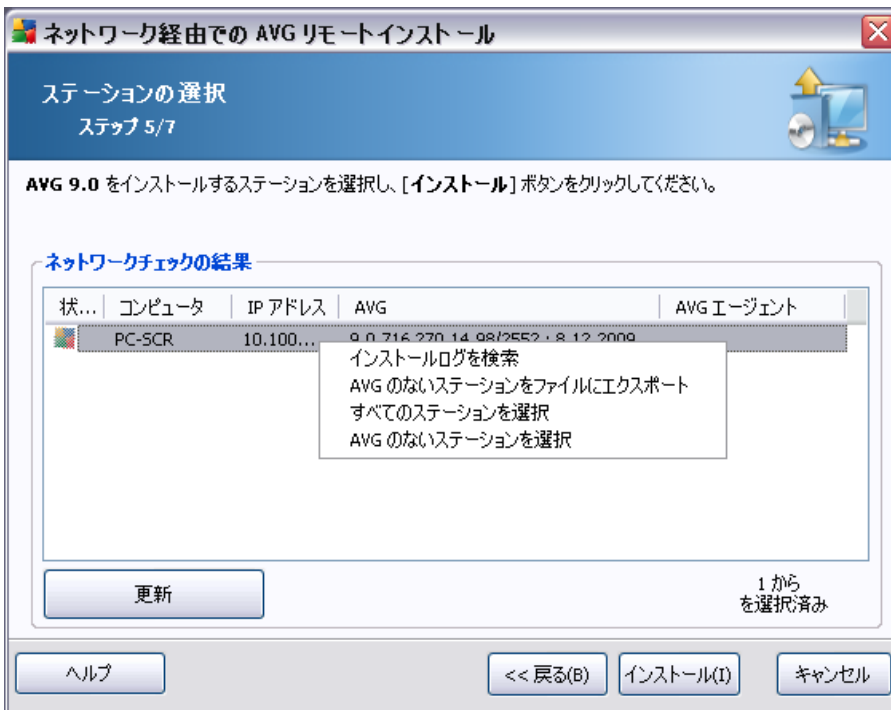 ネットワーク経由での AVG リモートインストール
ステーションの選択
ステップ 5/7
AVG 9.0 をインストールするステーションを選択し、[インストール] ボタンをクリックしてください。
ネットワークチェックの結果
状... コンピュータ IP アドレス AVG AVG エージェント
PC-SCR 10.100... 9.0.716 270.14.98/2552 : 8.12.2009
インストールログを検索
AVG のないステーションをファイルにエクスポート
すべてのステーションを選択
AVG のないステーションを選択
更新
1 から
を選択済み
ヘルプ << 戻る(B) インストール(I) キャンセル